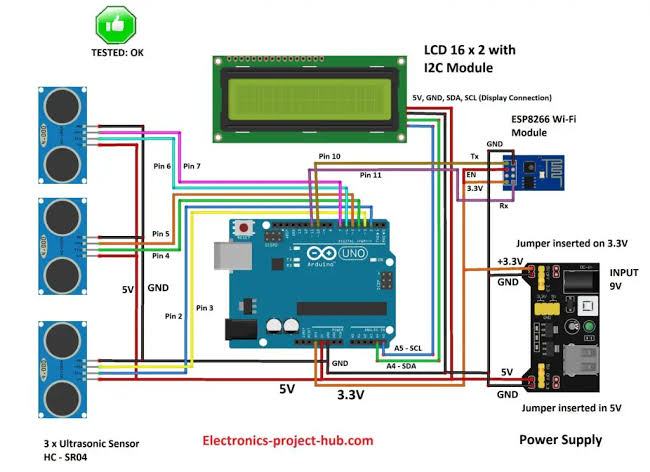 TESTED: OK
LCD 16 x 2 with
I2C Module
5V, GND, SDA, SCL (Display Connection)
ESP8266 Wi-Fi
Module
GND
Tx
EN
3.3V
Rx
Pin 10
Pin 11
Pin 6
Pin 7
Pin 5
Pin 4
GND
Pin 2
Pin 3
RESET
ARDUINO
UNO
Jumper inserted on 3.3V
+3.3V
GND
INPUT
9V
A5 - SCL
A4 - SDA
GND
5V
3.3V
5V
GND
Jumper inserted in 5V
3 x Ultrasonic Sensor
HC - SR04
Electronics-project-hub.com
Power Supply